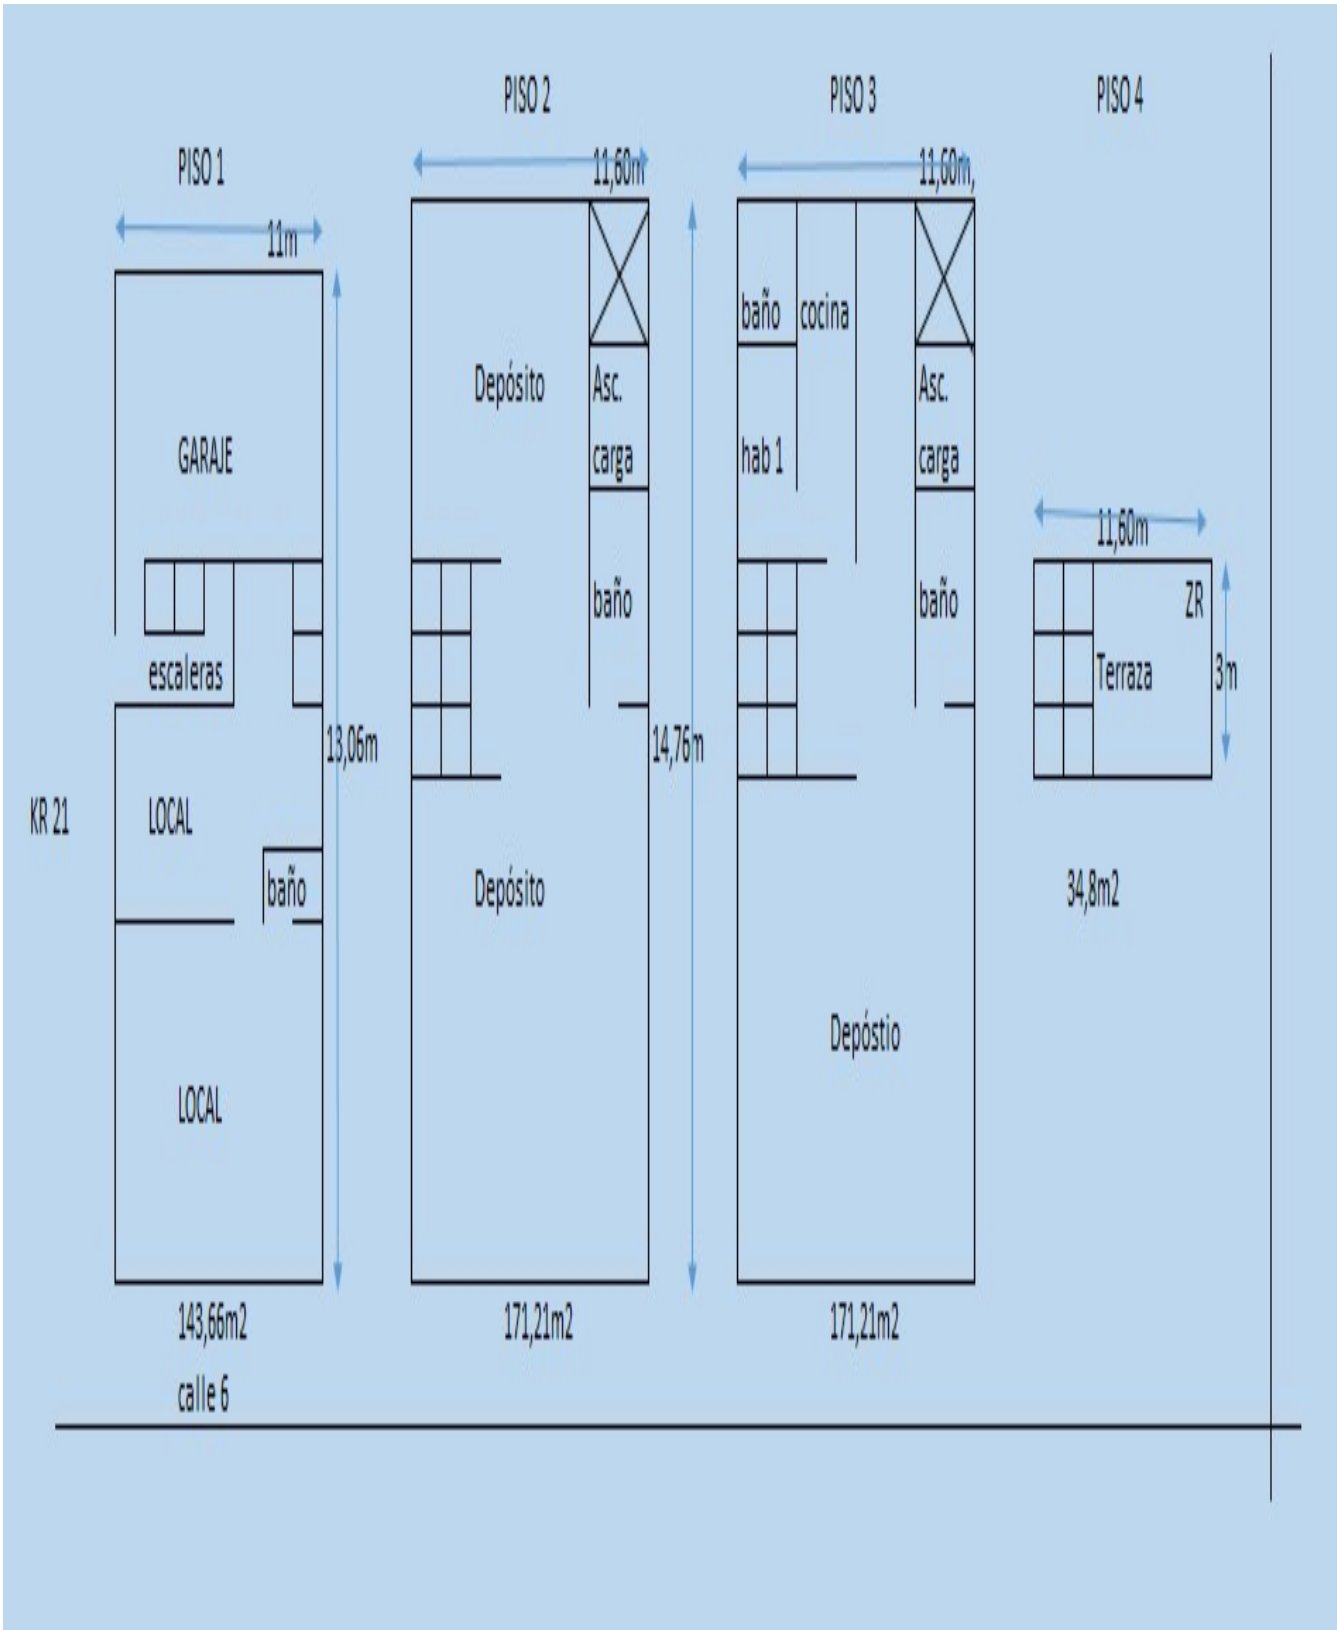 PISO 1
11m
GARAJE
escaleras
13,06m
KR 21
LOCAL
baño
LOCAL
143,66m2
calle 6
PISO 2
11,60m
Depósito
Asc.
carga
baño
14,76m
Depósito
171,21m2
PISO 3
11,60m,
baño
cocina
hab 1
Asc.
carga
baño
Depóstio
171,21m2
PISO 4
11,60m
ZR
Terraza
3m
34,8m2